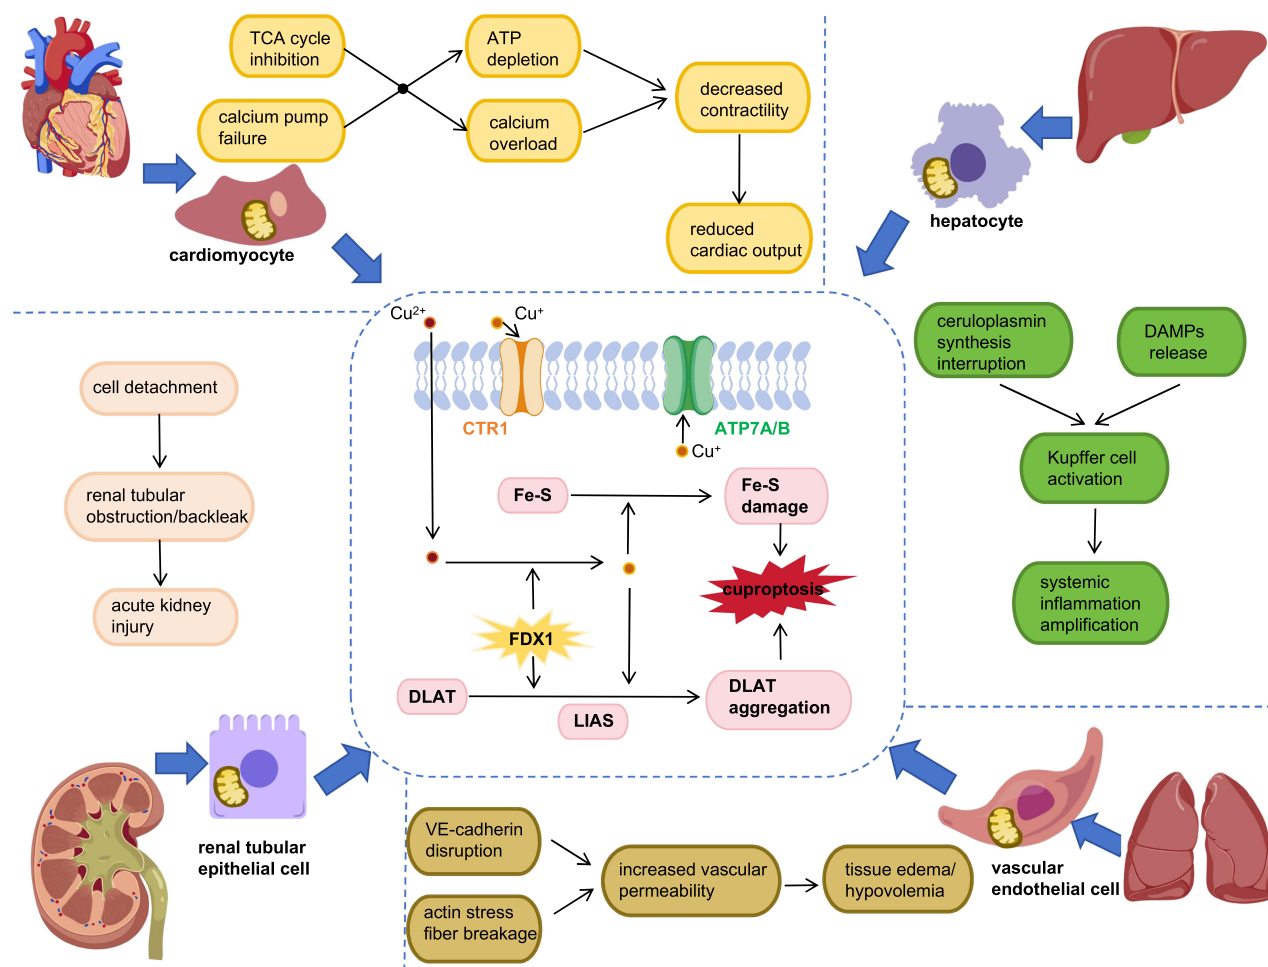 TCA cycle
inhibition
calcium pump
failure
ATP
depletion
calcium
overload
decreased
contractility
reduced
cardiac output
cardiomyocyte
hepatocyte
ceruloplasmin
synthesis
interruption
DAMPs
release
Kupffer cell
activation
systemic
inflammation
amplification
cell detachment
renal tubular
obstruction/backleak
acute kidney
injury
Cu2+
Cu+
CTR1
ATP7A/B
Cu+
Fe-S
Fe-S
damage
cuproptosis
FDX1
DLAT
LIAS
DLAT
aggregation
renal tubular
epithelial cell
VE-cadherin
disruption
actin stress
fiber breakage
increased vascular
permeability
tissue edema/
hypovolemia
vascular
endothelial cell